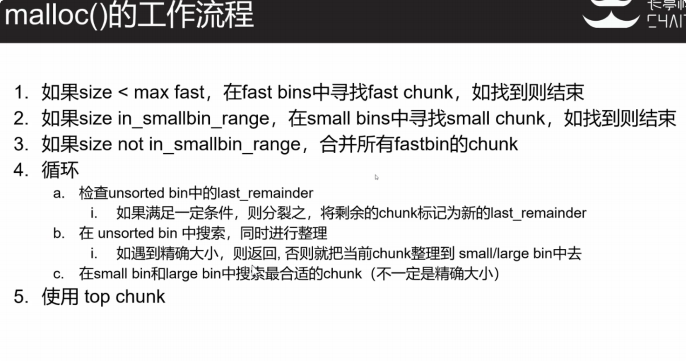 malloc()的工作流程
1. 如果size < max fast，在fast bins中寻找fast chunk，如找到则结束
2. 如果size in_smallbin_range，在small bins中寻找small chunk，如找到则结束
3. 如果size not in_smallbin_range，合并所有fastbin的chunk
4. 循环
a. 检查unsorted bin中的last_remainder
i. 如果满足一定条件，则分裂之，将剩余的chunk标记为新的last_remainder
b. 在 unsorted bin 中搜索，同时进行整理
i. 如遇到精确大小，则返回, 否则就把当前chunk整理到 small/large bin中去
c. 在small bin和large bin中搜索最合适的chunk（不一定是精确大小）
5. 使用 top chunk